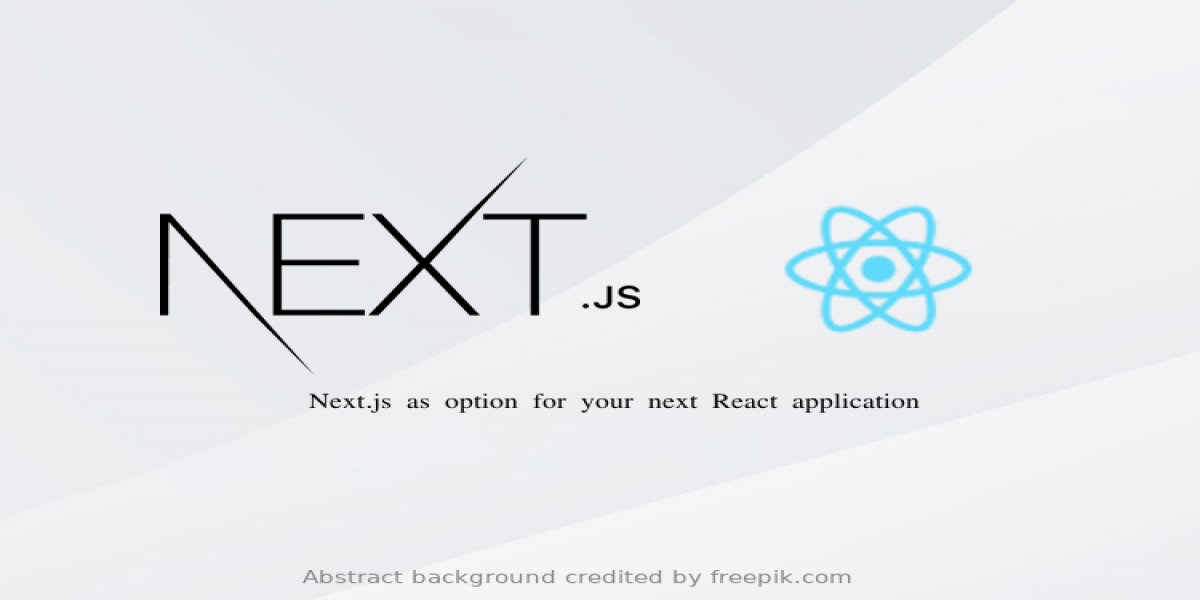 NEXT.JS
Next.js as option for your next React application
Abstract background credited by freepik.com